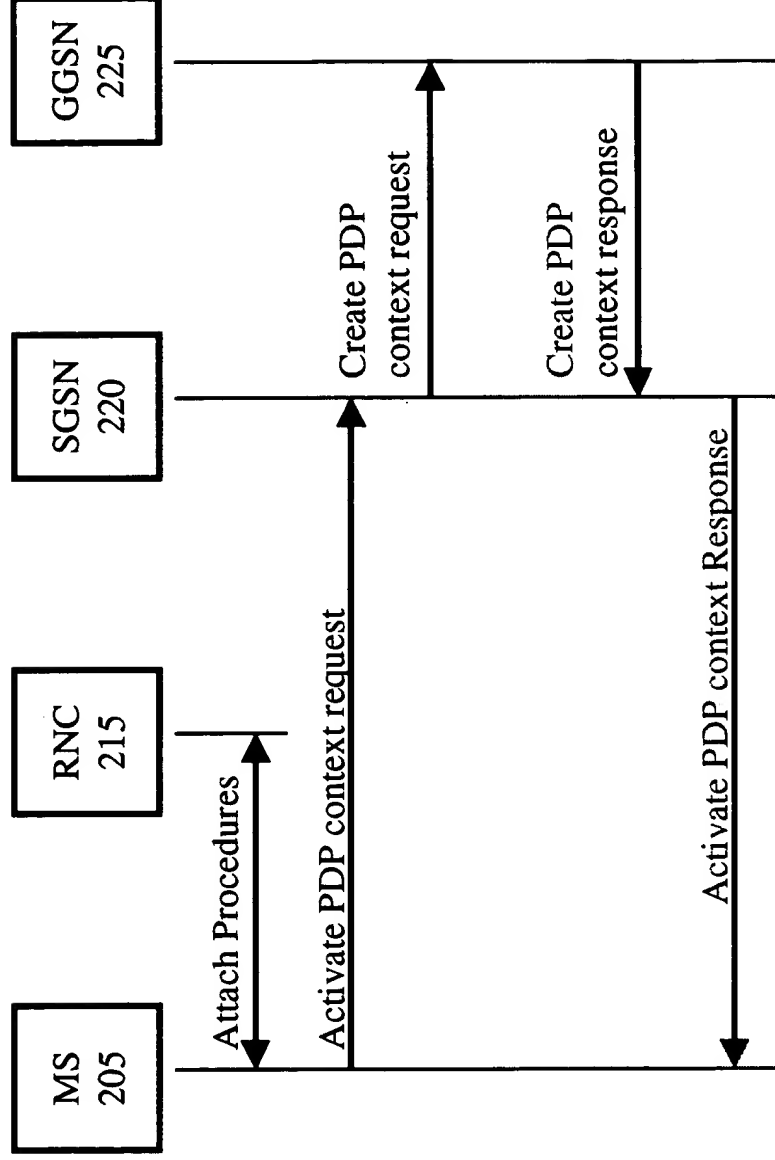 MS
205
RNC
215
SGSN
220
GGSN
225
Attach Procedures
Activate PDP context request
Create PDP
context request
Create PDP
context response
Activate PDP context Response